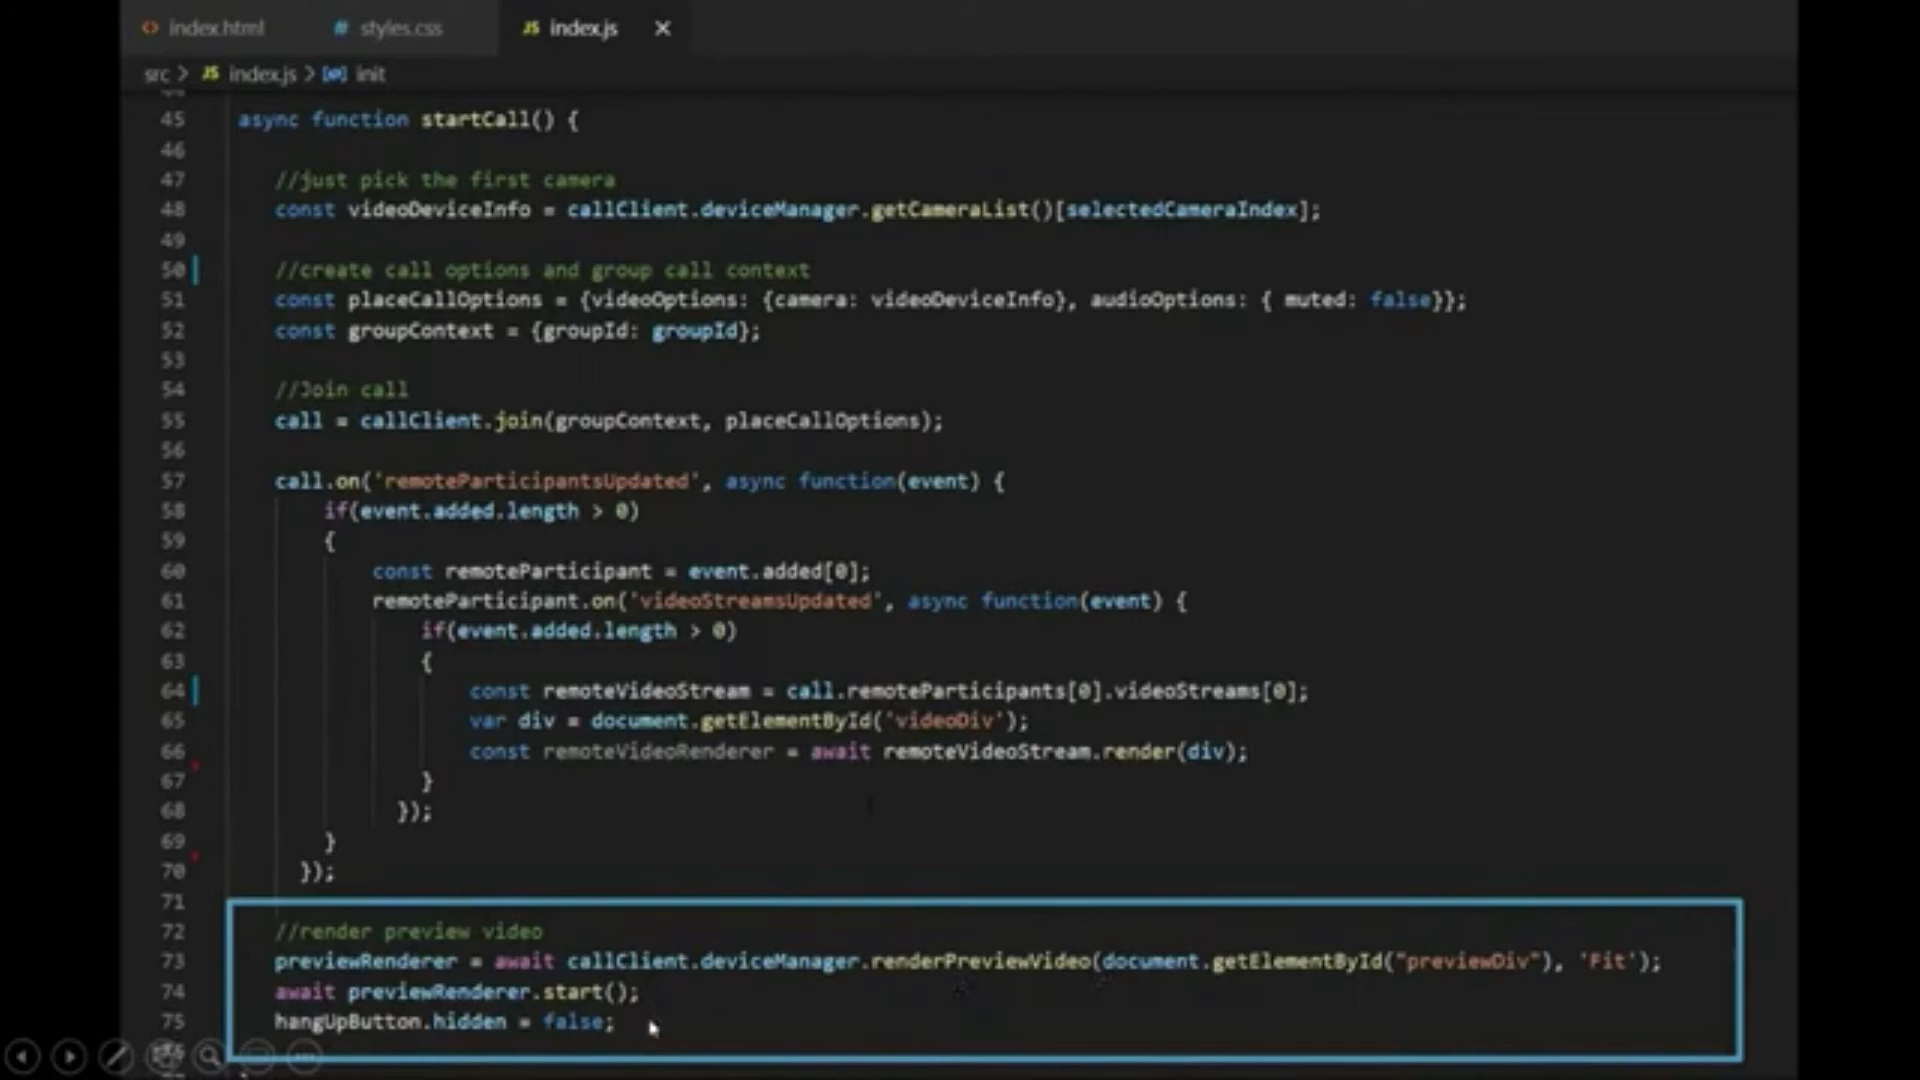 index.html
styles.css
JS index.js
src > JS index.js > init
45 async function startCall() {
46
47 //just pick the first camera
48 const videoDeviceInfo = callClient.deviceManager.getCameraList()[selectedCameraIndex];
49
50 //create call options and group call context
51 const placeCallOptions = {videoOptions: {camera: videoDeviceInfo}, audioOptions: { muted: false}};
52 const groupContext = {groupId: groupId};
53
54 //Join call
55 call = callClient.join(groupContext, placeCallOptions);
56
57 call.on('remoteParticipantsUpdated', async function(event) {
58 if(event.added.length > 0)
59 {
60 const remoteParticipant = event.added[0];
61 remoteParticipant.on('videoStreamsUpdated', async function(event) {
62 if(event.added.length > 0)
63 {
64 const remoteVideoStream = call.remoteParticipants[0].videoStreams[0];
65 var div = document.getElementById('videoDiv');
66 const remoteVideoRenderer = await remoteVideoStream.render(div);
67 }
68 });
69 }
70 });
71
72 //render preview video
73 previewRenderer = await callClient.deviceManager.renderPreviewVideo(document.getElementById("previewDiv"), 'Fit');
74 await previewRenderer.start();
75 hangUpButton.hidden = false;